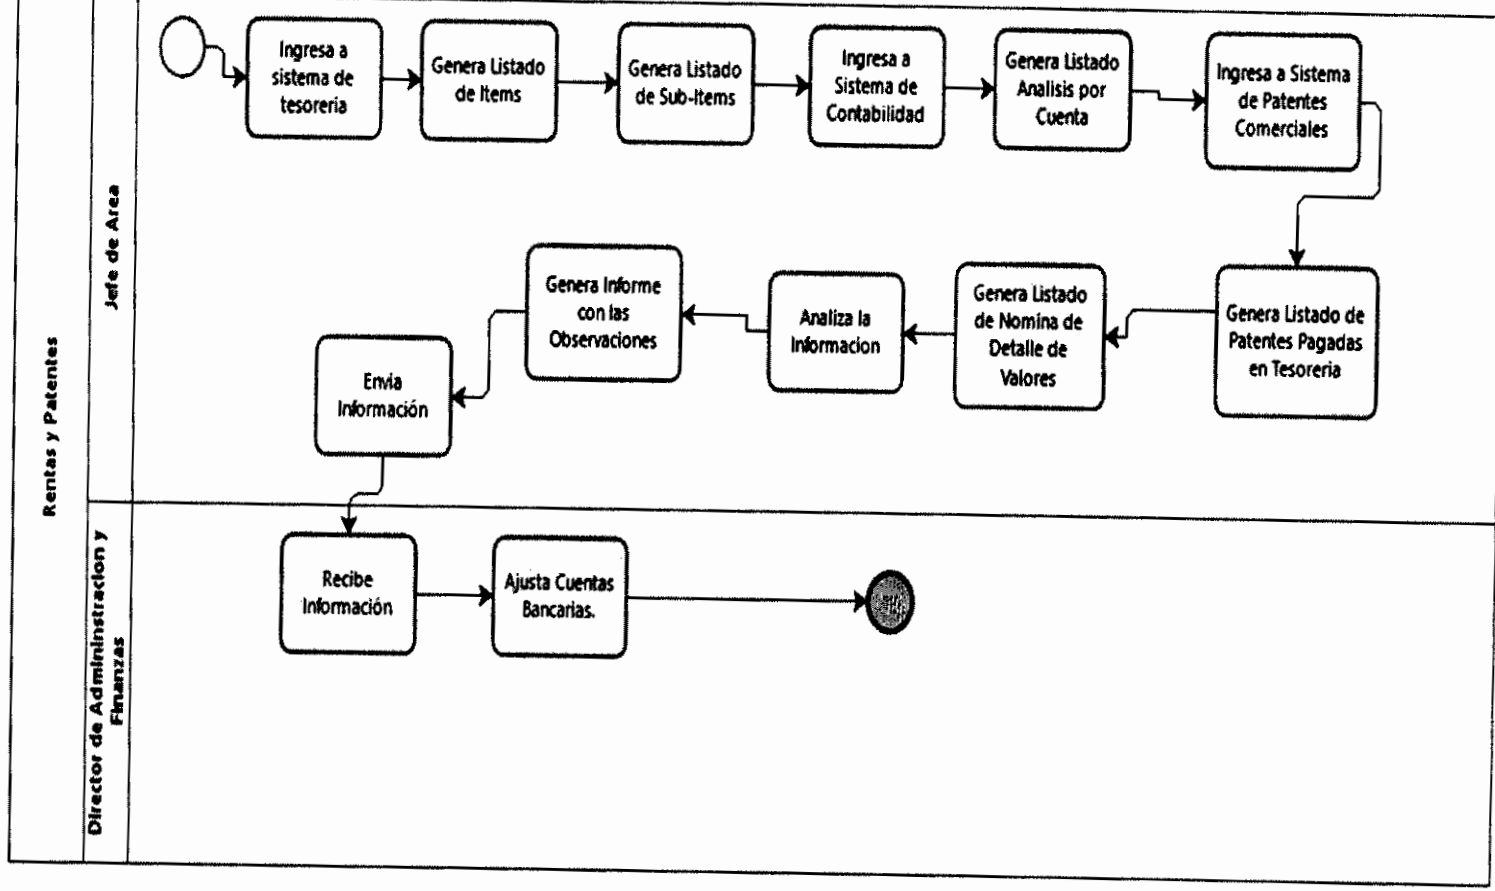 Rentas y Patentes
Jefe de Area
Ingresa a
sistema de
tesoreria
Genera Listado
de Items
Genera Listado
de Sub-Items
Ingresa a
Sistema de
Contabilidad
Genera Listado
Analisis por
Cuenta
Ingresa a Sistema
de Patentes
Comerciales
Genera Listado de
Patentes Pagadas
en Tesoreria
Genera Listado
de Nomina de
Detalle de
Valores
Analiza la
Informacion
Genera Informe
con las
Observaciones
Envia
Información
Director de Admininstracion y
Finanzas
Recibe
Información
Ajusta Cuentas
Bancarias.